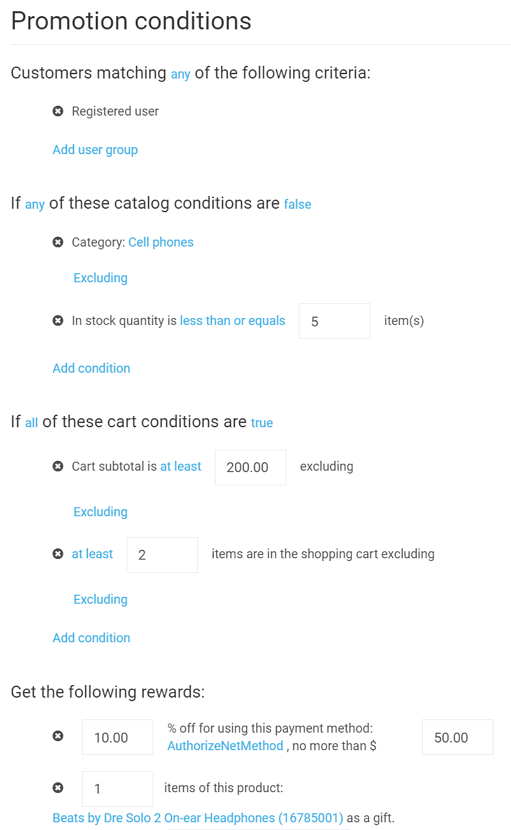 Promotion conditions
Customers matching any of the following criteria:
Registered user
Add user group
If any of these catalog conditions are false
Category: Cell phones
Excluding
In stock quantity is less than or equals 5 item(s)
Add condition
If all of these cart conditions are true
Cart subtotal is at least 200.00 excluding
Excluding
at least 2 items are in the shopping cart excluding
Excluding
Add condition
Get the following rewards:
10.00 % off for using this payment method:
AuthorizeNetMethod , no more than $ 50.00
1 items of this product:
Beats by Dre Solo 2 On-ear Headphones (16785001) as a gift.